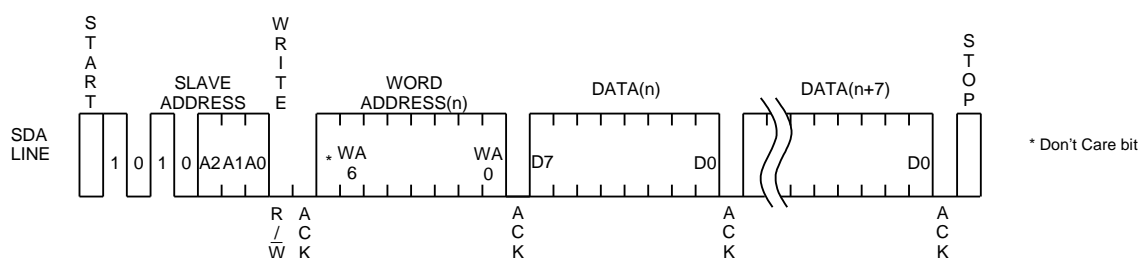 START
WRITE
STOP
SLAVE
ADDRESS
WORD
ADDRESS(n)
DATA(n)
DATA(n+7)
SDA
LINE
1 0 1 0 A2 A1 A0
* WA
6
WA
0
D7
D0
D0
* Don't Care bit
R/W
ACK
ACK
ACK
ACK